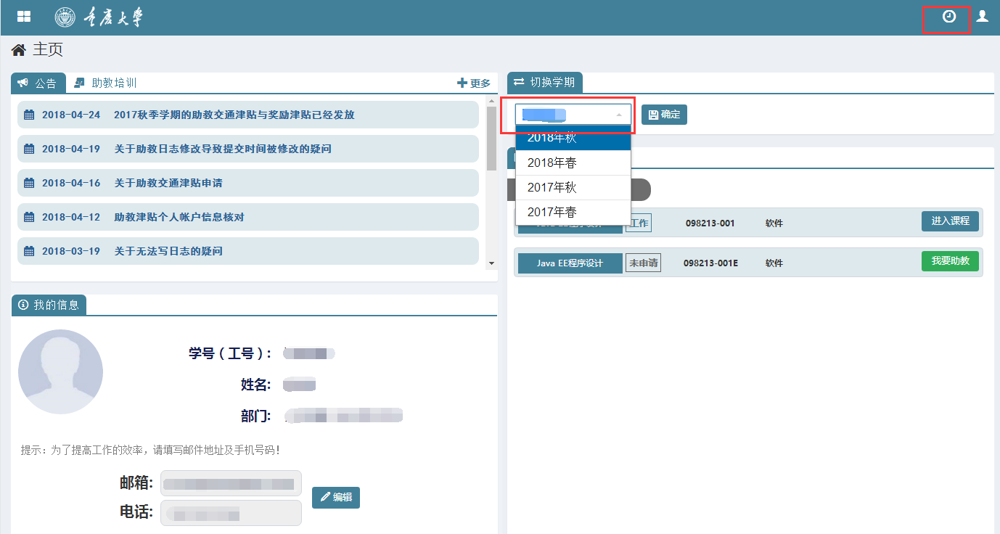 重庆大学
主页
公告 助教培训 更多
2018-04-24 2017秋季学期的助教交通津贴与奖励津贴已经发放
2018-04-19 关于助教日志修改导致提交时间被修改的疑问
2018-04-16 关于助教交通津贴申请
2018-04-12 助教津贴个人帐户信息核对
2018-03-19 关于无法写日志的疑问
我的信息
学号（工号）：
姓名:
部门:
提示：为了提高工作的效率，请填写邮件地址及手机号码！
邮箱:
编辑
电话:
切换学期
确定
2018年秋
2018年春
2017年秋
2017年春
Java EE程序设计 工作 098213-001 软件 进入课程
Java EE程序设计 未申请 098213-001E 软件 我要助教